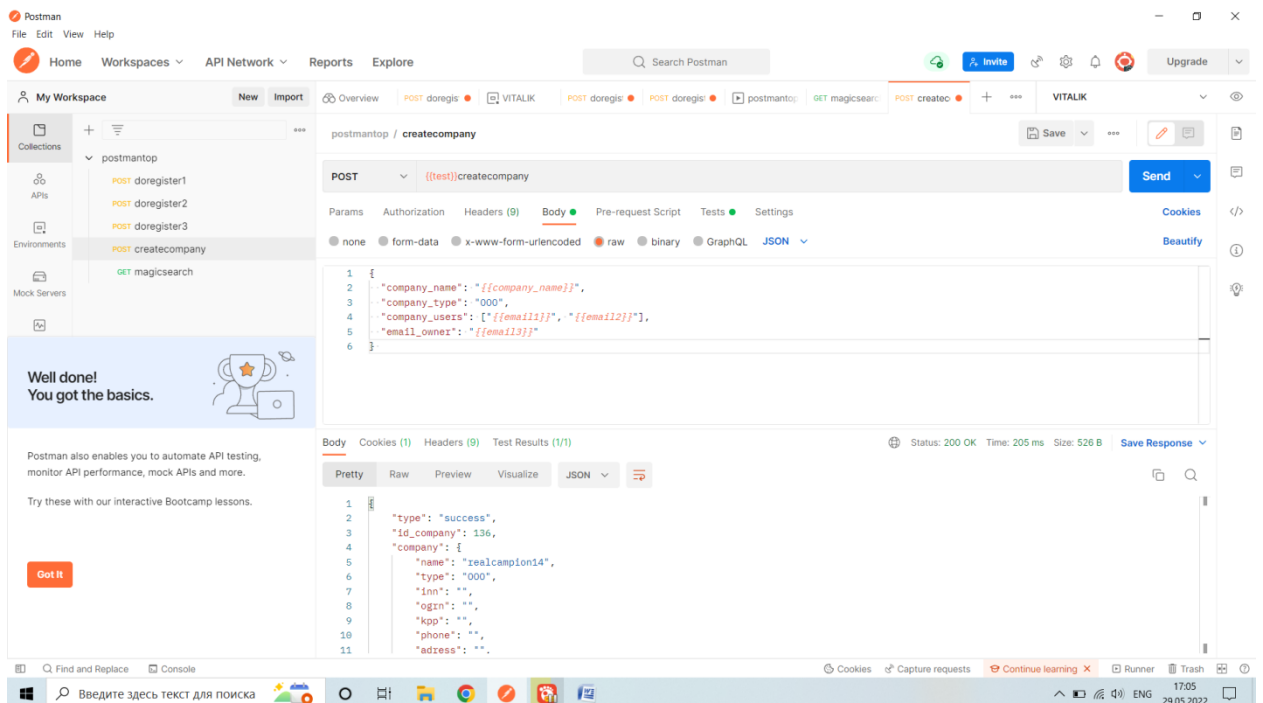 Postman
File Edit View Help
Home Workspaces API Network Reports Explore Search Postman Invite Upgrade
My Workspace New Import Overview POST doregis VITALIK POST doregis POST doregis postmantop GET magicsearc POST createco VITALIK
Collections
APIs
Environments
Mock Servers
postmantop
POST doregister1
POST doregister2
POST doregister3
POST createcompany
GET magicsearch
Well done!
You got the basics.
Postman also enables you to automate API testing,
monitor API performance, mock APIs and more.
Try these with our interactive Bootcamp lessons.
Got It
postmantop / createcompany Save
POST {{test}}createcompany Send
Params Authorization Headers (9) Body Pre-request Script Tests Settings Cookies
none form-data x-www-form-urlencoded raw binary GraphQL JSON Beautify
1 {
2 "company_name": "{{company_name}}",
3 "company_type": "ООО",
4 "company_users": ["{{email1}}", "{{email2}}"],
5 "email_owner": "{{email3}}"
6 }
Body Cookies (1) Headers (9) Test Results (1/1) Status: 200 OK Time: 205 ms Size: 526 B Save Response
Pretty Raw Preview Visualize JSON
1 {
2 "type": "success",
3 "id_company": 136,
4 "company": {
5 "name": "realcampion14",
6 "type": "ООО",
7 "inn": "",
8 "ogrn": "",
9 "kpp": "",
10 "phone": "",
11 "adress": "",
Find and Replace Console Cookies Capture requests Continue learning Runner Trash
Введите здесь текст для поиска ENG 17:05
29.05.2022